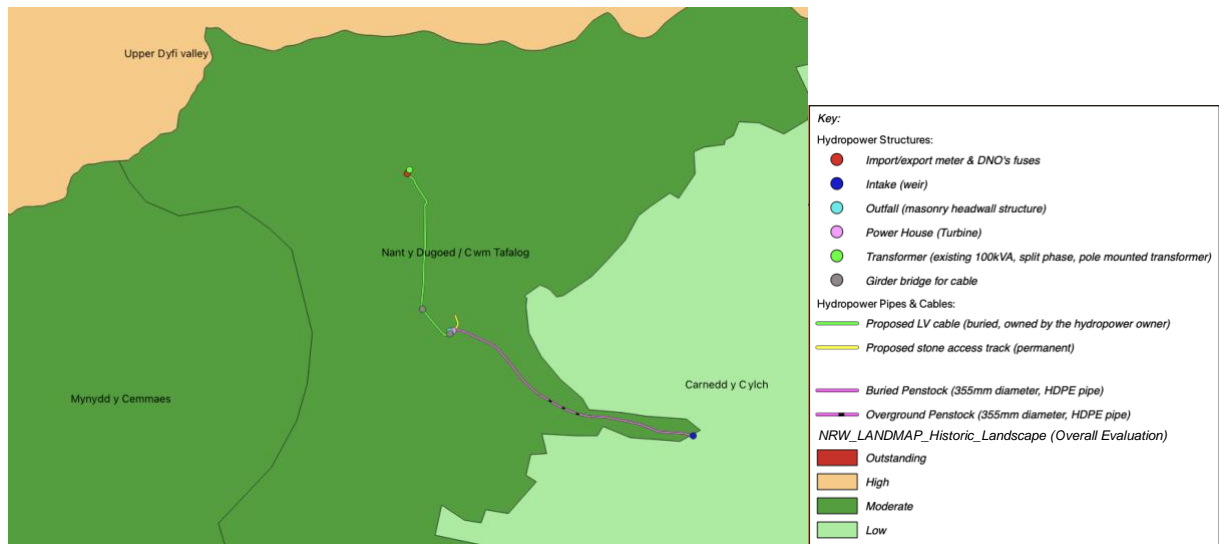 Upper Dyfi valley
Nant y Dugoed / Cwm Tafalog
Mynydd y Cemmaes
Carnedd y Cylch
Key:
Hydropower Structures:
Import/export meter & DNO's fuses
Intake (weir)
Outfall (masonry headwall structure)
Power House (Turbine)
Transformer (existing 100kVA, split phase, pole mounted transformer)
Girder bridge for cable
Hydropower Pipes & Cables:
Proposed LV cable (buried, owned by the hydropower owner)
Proposed stone access track (permanent)
Buried Penstock (355mm diameter, HDPE pipe)
Overground Penstock (355mm diameter, HDPE pipe)
NRW_LANDMAP_Historic_Landscape (Overall Evaluation)
Outstanding
High
Moderate
Low